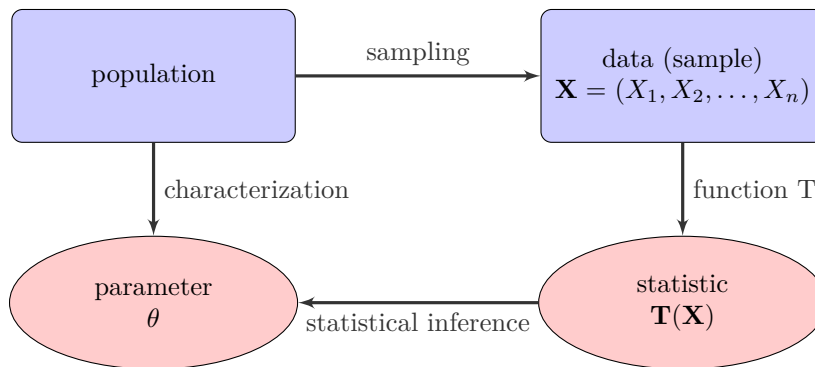 population
sampling
data (sample)
𝐗 = (X₁, X₂, . . . , Xₙ)
characterization
function T
parameter
θ
statistical inference
statistic
𝐓(𝐗)